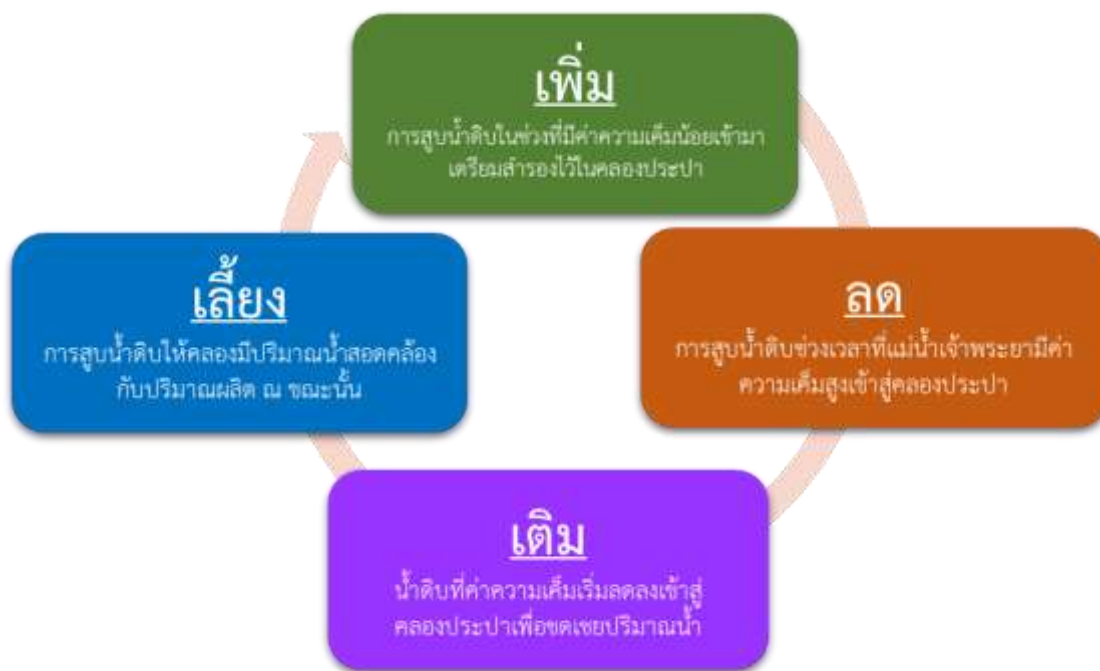 เพิ่ม
การสูบน้ำดิบในช่วงที่มีค่าความเค็มน้อยเข้ามา
เตรียมสำรองไว้ในคลองประปา
ลด
การสูบน้ำดิบช่วงเวลาที่แม่น้ำเจ้าพระยามีค่า
ความเค็มสูงเข้าสู่คลองประปา
เติม
น้ำดิบที่ค่าความเค็มเริ่มลดลงเข้าสู่
คลองประปาเพื่อชดเชยปริมาณน้ำ
เลี้ยง
การสูบน้ำดิบให้คลองมีปริมาณน้ำสอดคล้อง
กับปริมาณผลิต ณ ขณะนั้น